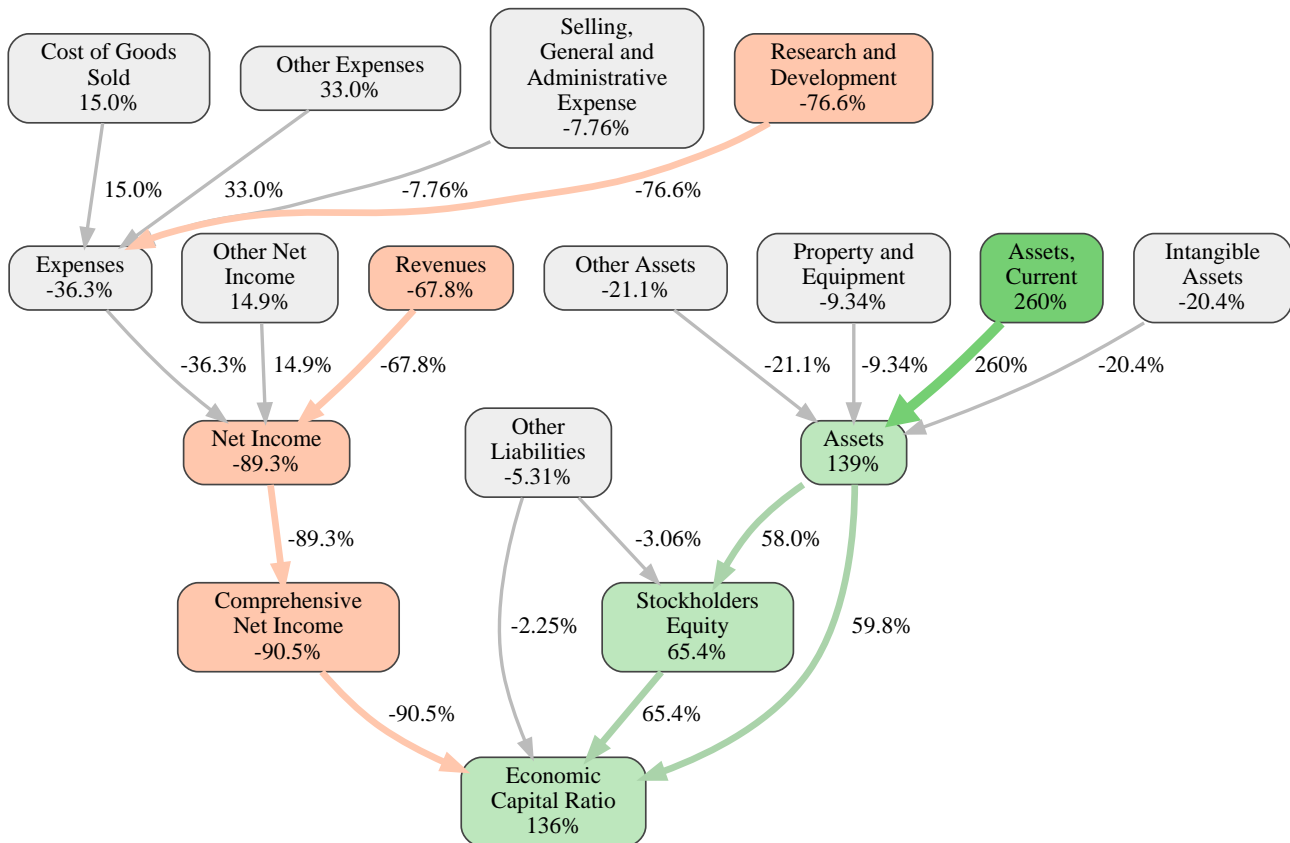 Cost of Goods
Sold
15.0%
Other Expenses
33.0%
Selling,
General and
Administrative
Expense
-7.76%
Research and
Development
-76.6%
15.0%
33.0%
-7.76%
-76.6%
Expenses
-36.3%
Other Net
Income
14.9%
Revenues
-67.8%
Other Assets
-21.1%
Property and
Equipment
-9.34%
Assets,
Current
260%
Intangible
Assets
-20.4%
-36.3%
14.9%
-67.8%
-21.1%
-9.34%
260%
-20.4%
Net Income
-89.3%
Other
Liabilities
-5.31%
Assets
139%
-89.3%
-3.06%
58.0%
Comprehensive
Net Income
-90.5%
-2.25%
Stockholders
Equity
65.4%
59.8%
-90.5%
65.4%
Economic
Capital Ratio
136%